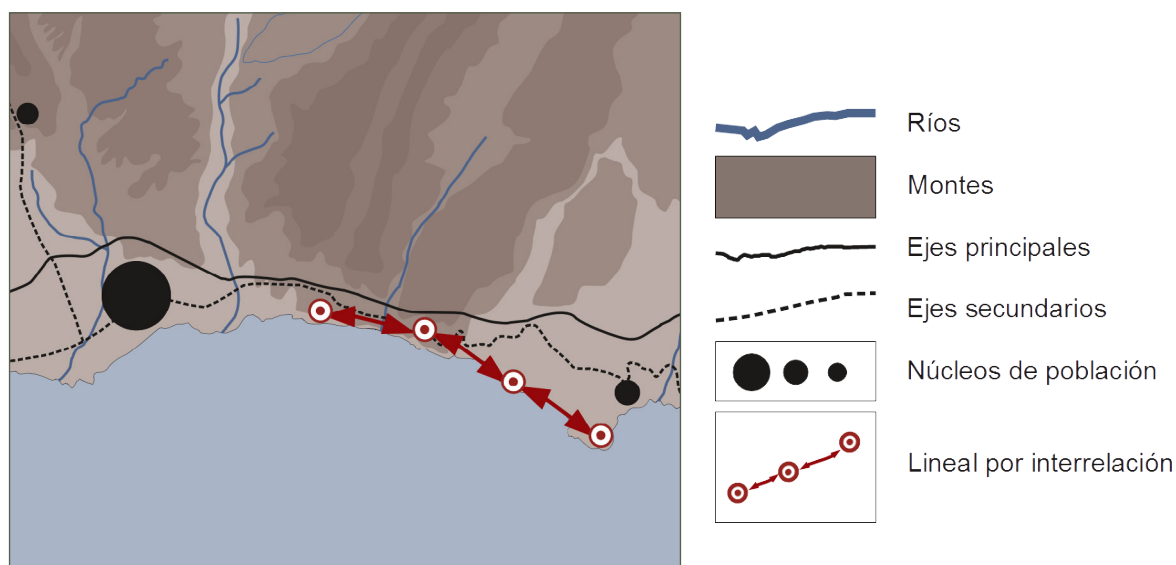 Ríos
Montes
Ejes principales
Ejes secundarios
Núcleos de población
Lineal por interrelación